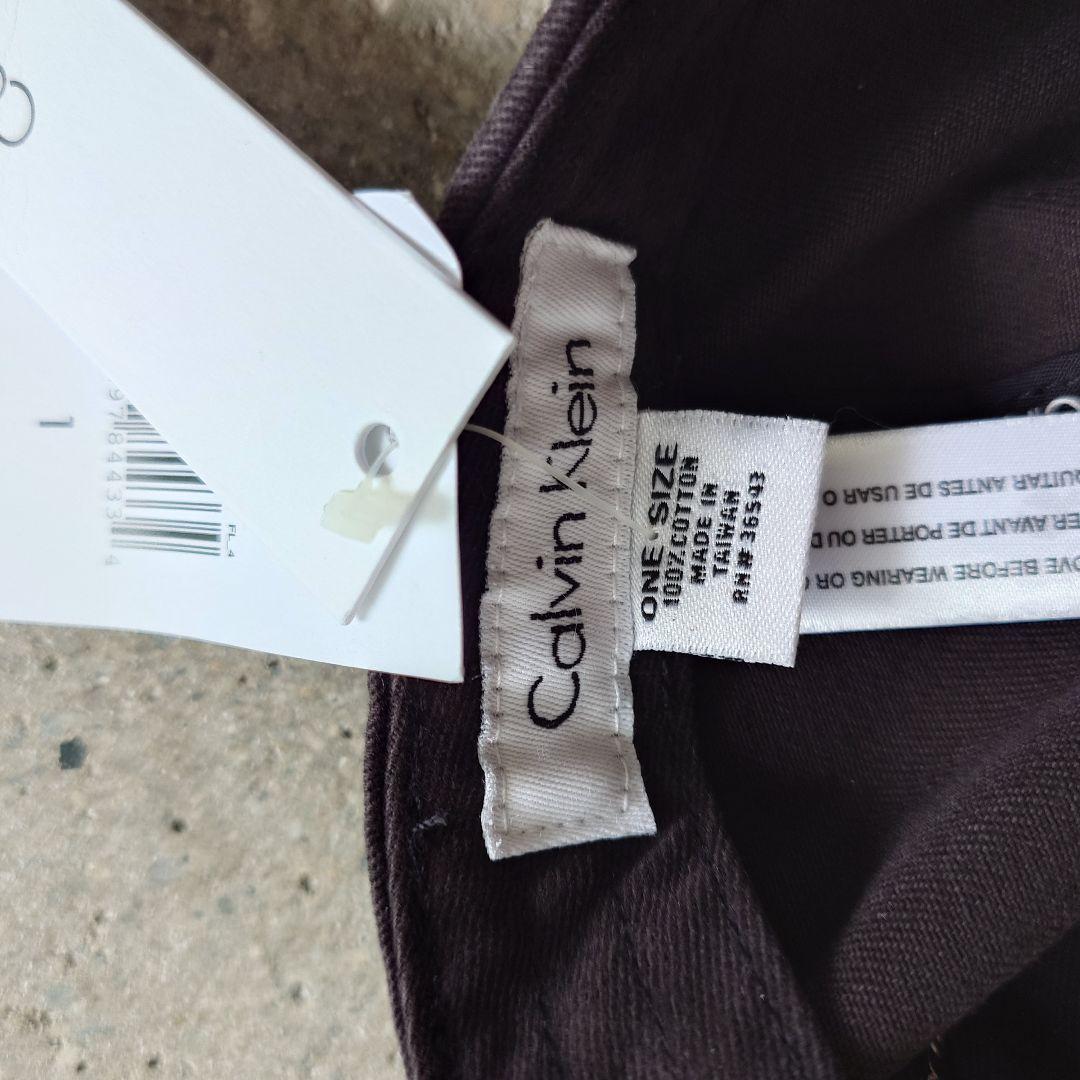 Calvin Klein
ONE SIZE
100% COTTON
MADE IN
TAIWAN
RN# 36543
OVE BEFORE WEARING OR
ER AVANT DE PORTER OU D
QUITAR ANTES DE USAR O
FL4
1